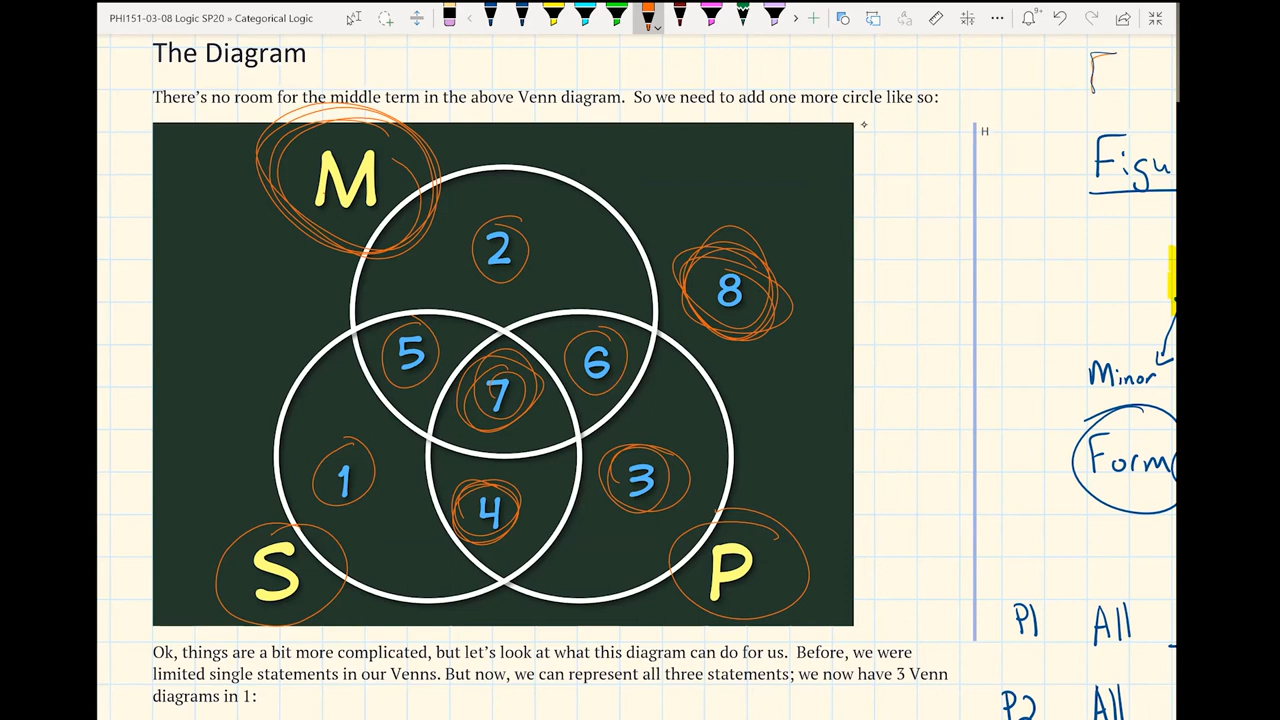 PHI151-03-08 Logic SP20 » Categorical Logic
9+
The Diagram
There's no room for the middle term in the above Venn diagram. So we need to add one more circle like so:
H
Figu
M
2
8
5
6
7
Minor
1
3
4
Form
S
P
P1 All
Ok, things are a bit more complicated, but let's look at what this diagram can do for us. Before, we were
limited single statements in our Venns. But now, we can represent all three statements; we now have 3 Venn
diagrams in 1:
P2 All